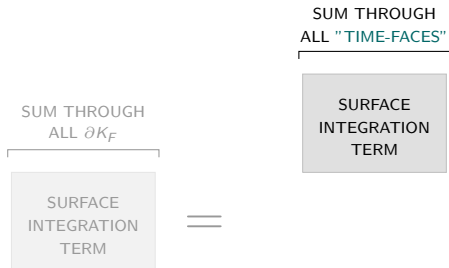 SUM THROUGH
ALL "TIME-FACES"
SURFACE
INTEGRATION
TERM
SUM THROUGH
ALL ∂K_F
SURFACE
INTEGRATION
TERM
=